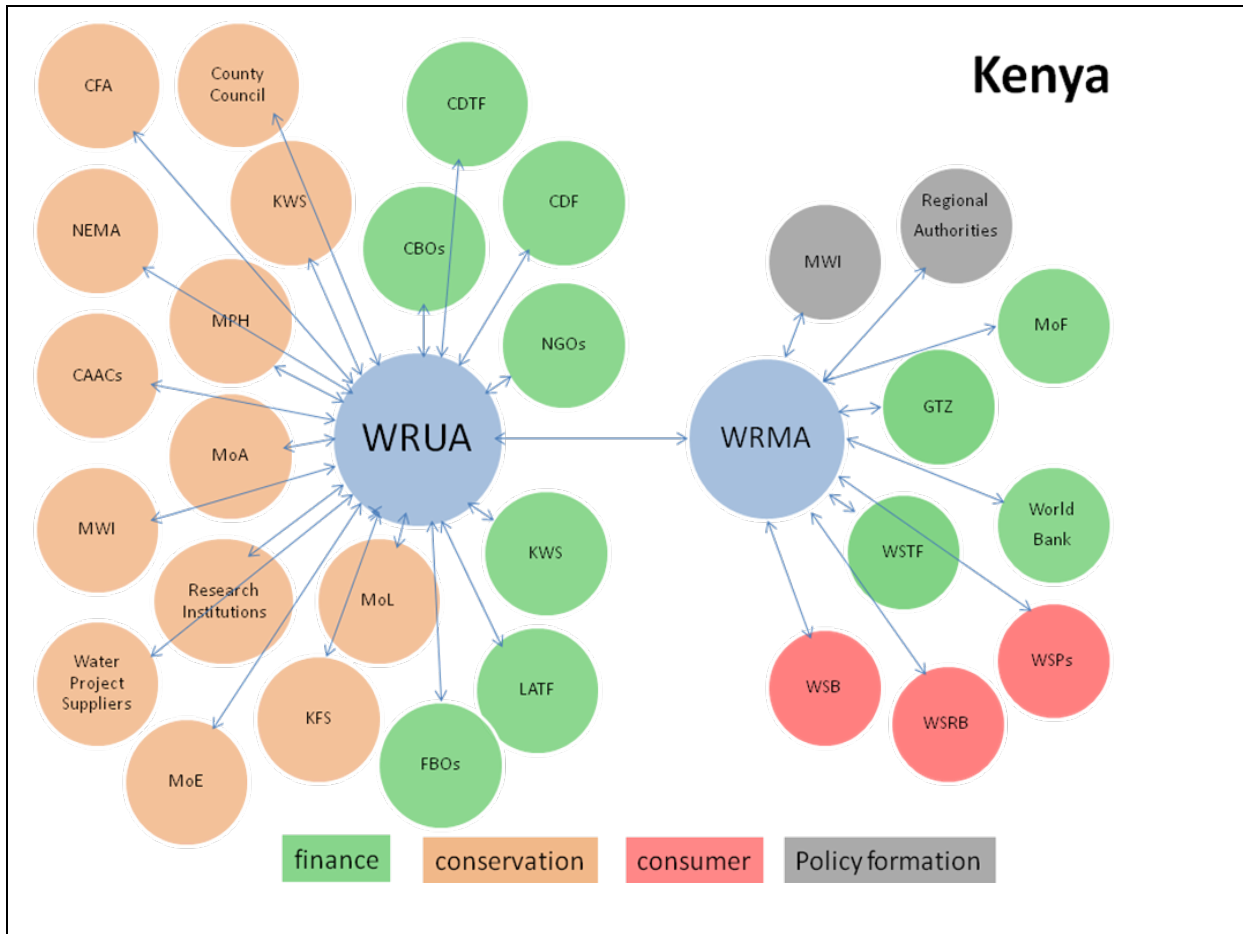 Kenya
CFA
County
Council
KWS
NEMA
MPH
CAACs
MoA
MWI
Research
Institutions
Water
Project
Suppliers
MoE
KFS
MoL
CDTF
CDF
CBOs
NGOs
WRUA
KWS
LATF
FBOs
WRMA
MWI
Regional
Authorities
MoF
GTZ
World
Bank
WSTF
WSPs
WSB
WSRB
finance
conservation
consumer
Policy formation